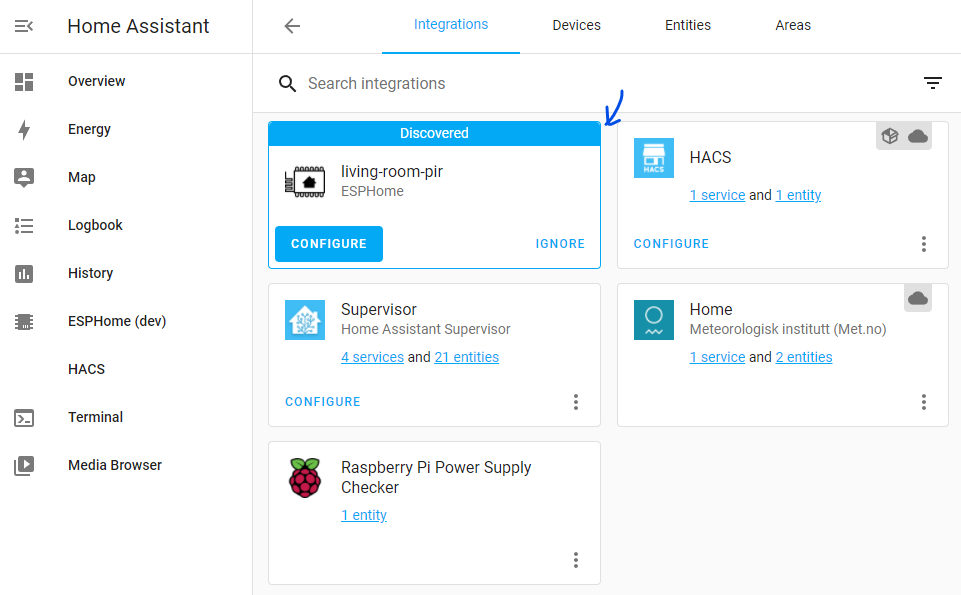 Home Assistant
Integrations
Devices
Entities
Areas
Overview
Energy
Map
Logbook
History
ESPHome (dev)
HACS
Terminal
Media Browser
Search integrations
Discovered
living-room-pir
ESPHome
CONFIGURE
IGNORE
HACS
HACS
1 service and 1 entity
CONFIGURE
Supervisor
Home Assistant Supervisor
4 services and 21 entities
CONFIGURE
Home
Meteorologisk institutt (Met.no)
1 service and 2 entities
Raspberry Pi Power Supply
Checker
1 entity